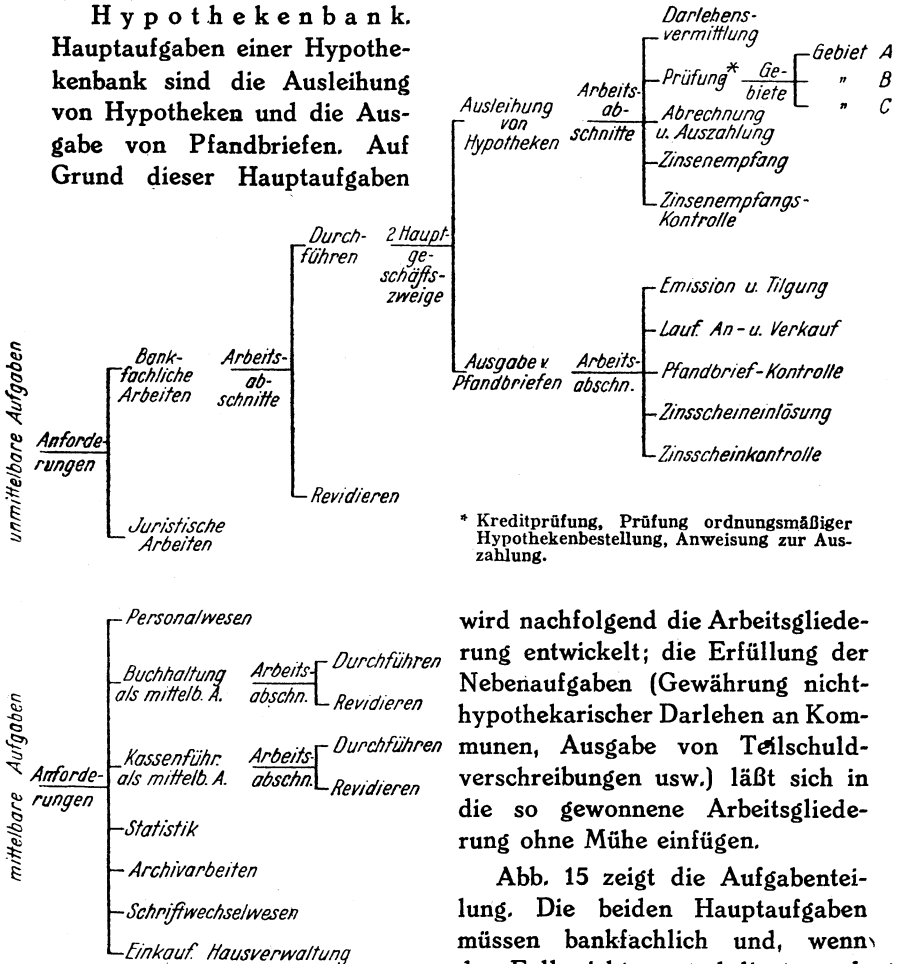 Hypothekenbank.
Hauptaufgaben einer Hypothe-
kenbank sind die Ausleihung
von Hypotheken und die Aus-
gabe von Pfandbriefen. Auf
Grund dieser Hauptaufgaben
unmittelbare Aufgaben
Anforde-
rungen
Bank-
fachliche
Arbeiten
Juristische
Arbeiten
Arbeits-
ab-
schnitte
Durch-
führen
Revidieren
2 Haupt-
ge-
schäfts-
zweige
Ausleihung
von
Hypotheken
Arbeits-
ab-
schnitte
Darlehens-
vermittlung
Prüfung*
Ge-
biete
Gebiet A
" B
" C
Abrechnung
u. Auszahlung
Zinsenempfang
Zinsenempfangs-
Kontrolle
Ausgabe v.
Pfandbriefen
Arbeits-
abschn.
Emission u. Tilgung
Lauf. An- u. Verkauf
Pfandbrief-Kontrolle
Zinsscheineinlösung
Zinsscheinkontrolle
* Kreditprüfung, Prüfung ordnungsmäßiger
Hypothekenbestellung, Anweisung zur Aus-
zahlung.
mittelbare Aufgaben
Anforde-
rungen
Personalwesen
Buchhaltung
als mittelb. A.
Arbeits-
abschn.
Durchführen
Revidieren
Kassenführ.
als mittelb. A.
Arbeits-
abschn.
Durchführen
Revidieren
Statistik
Archivarbeiten
Schriftwechselwesen
Einkauf. Hausverwaltung
wird nachfolgend die Arbeitsgliede-
rung entwickelt; die Erfüllung der
Nebenaufgaben (Gewährung nicht-
hypothekarischer Darlehen an Kom-
munen, Ausgabe von Teilschuld-
verschreibungen usw.) läßt sich in
die so gewonnene Arbeitsgliede-
rung ohne Mühe einfügen.
Abb. 15 zeigt die Aufgabentei-
lung. Die beiden Hauptaufgaben
müssen bankfachlich und, wenn